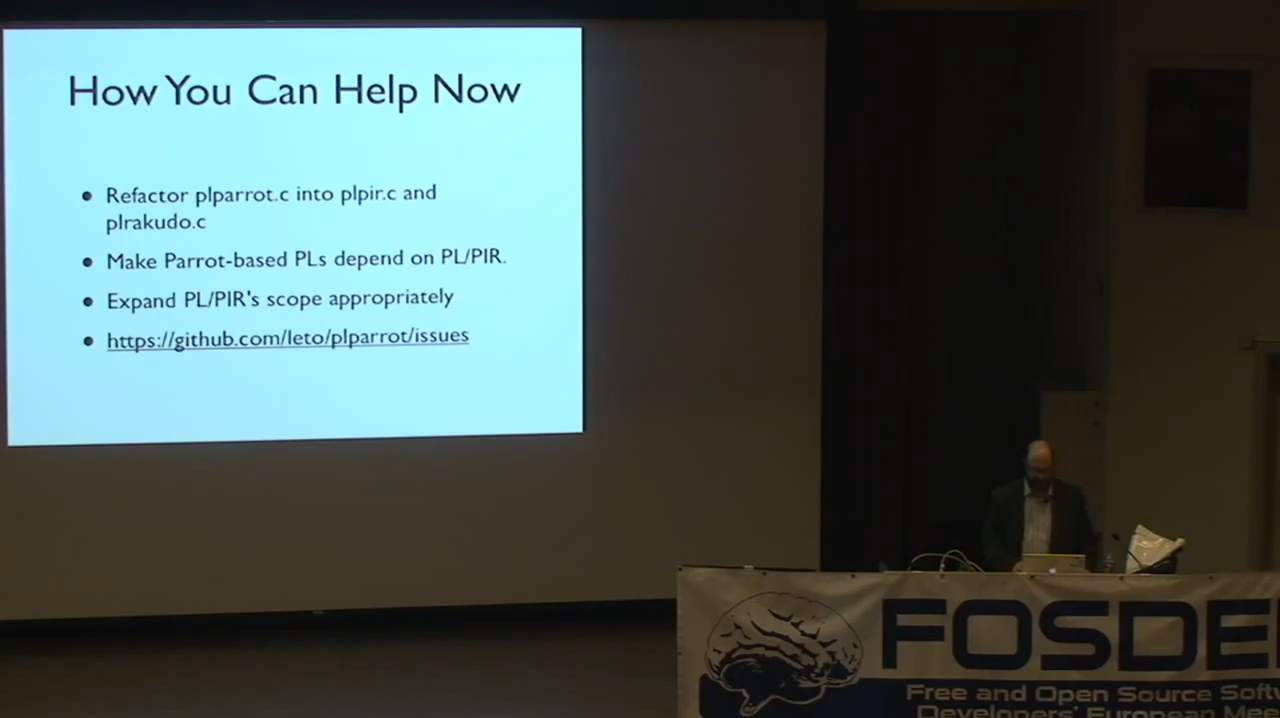 How You Can Help Now
Refactor plparrot.c into plpir.c and
plrakudo.c
Make Parrot-based PLs depend on PL/PIR.
Expand PL/PIR's scope appropriately
https://github.com/leto/plparrot/issues
FOSDE
Free and Open Source Softw
Developers' European Mee